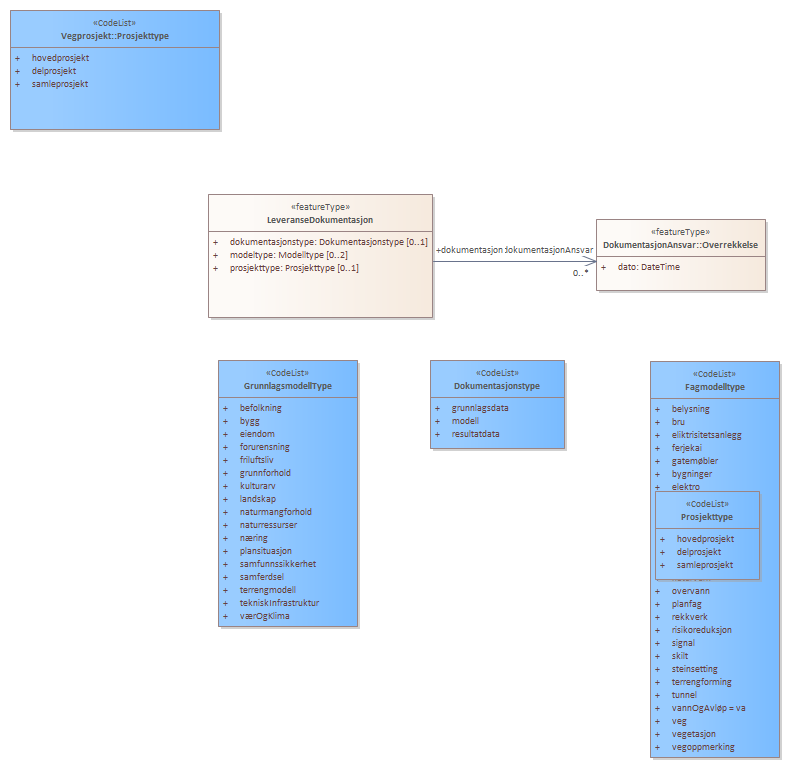 «CodeList»
Vegprosjekt::Prosjekttype
+ hovedprosjekt
+ delprosjekt
+ samleprosjekt
«featureType»
LeveranseDokumentasjon
+ dokumentasjonstype: Dokumentasjonstype [0..1]
+ modeltype: Modelltype [0..2]
+ prosjekttype: Prosjekttype [0..1]
+dokumentasjon
dokumentasjonAnsvar
0..*
«featureType»
DokumentasjonAnsvar::Overrekkelse
+ dato: DateTime
«CodeList»
GrunnlagsmodellType
+ befolkning
+ bygg
+ eiendom
+ forurensning
+ friluftsliv
+ grunnforhold
+ kulturarv
+ landskap
+ naturmangforhold
+ naturressurser
+ næring
+ plansituasjon
+ samfunnssikkerhet
+ samferdsel
+ terrengmodell
+ tekniskInfrastruktur
+ værOgKlima
«CodeList»
Dokumentasjonstype
+ grunnlagsdata
+ modell
+ resultatdata
«CodeList»
Fagmodelltype
+ belysning
+ bru
+ eliktrisitetsanlegg
+ ferjekai
+ gatemøbler
+ bygninger
+ elektro
«CodeList»
Prosjekttype
+ hovedprosjekt
+ delprosjekt
+ samleprosjekt
+ overvann
+ planfag
+ rekkverk
+ risikoreduksjon
+ signal
+ skilt
+ steinsetting
+ terrengforming
+ tunnel
+ vannOgAvløp = va
+ veg
+ vegetasjon
+ vegoppmerking